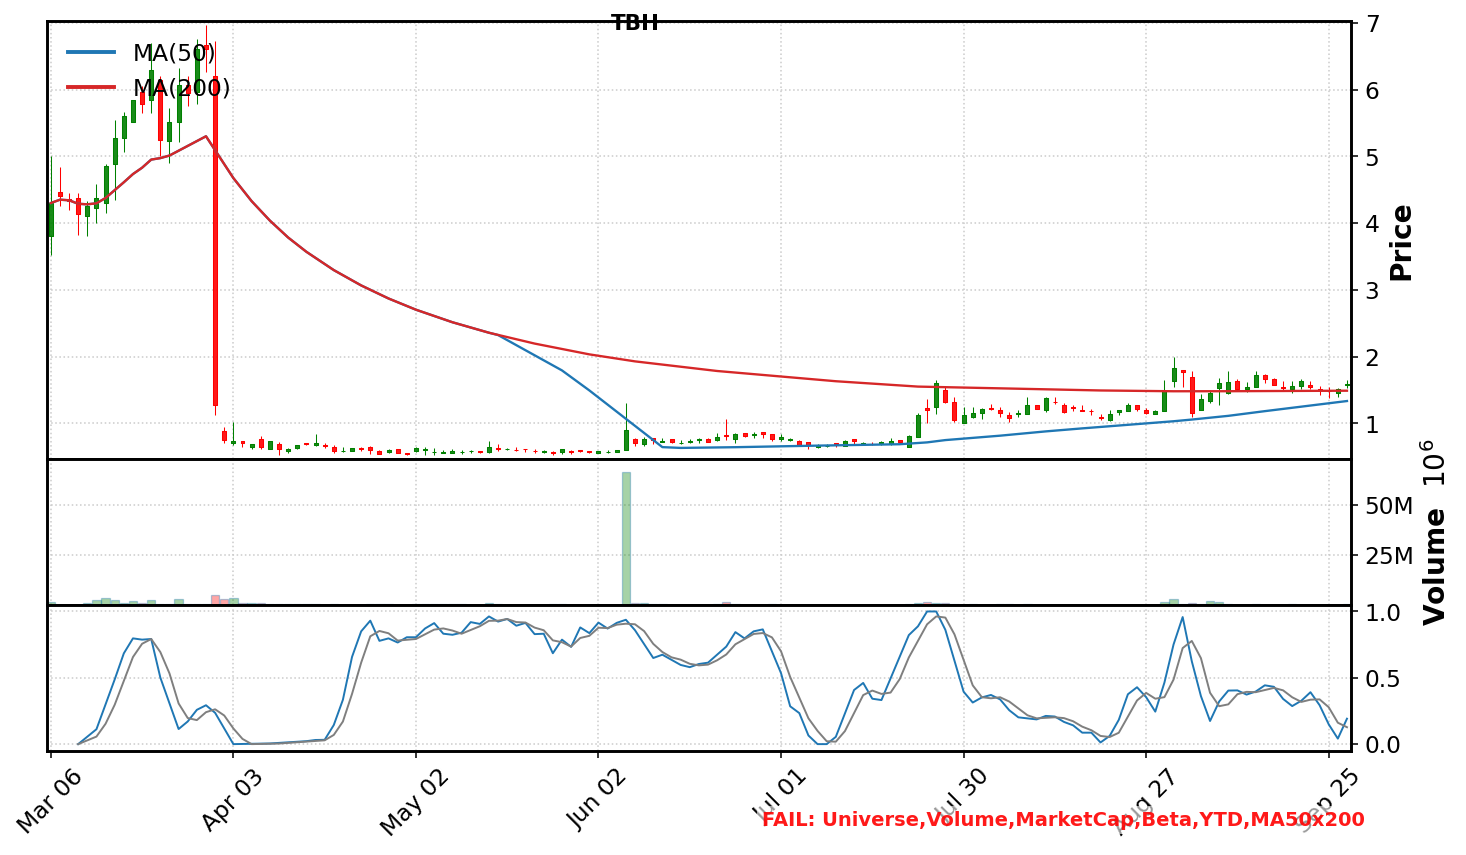 TBH
MA(50)
MA(200)
7
6
5
4
3
2
1
Price
50M
25M
Volume 10^6
1.0
0.5
0.0
Mar 06
Apr 03
May 02
Jun 02
Jul 01
Jul 30
Aug 27
Sep 25
FAIL: Universe,Volume,MarketCap,Beta,YTD,MA50x200